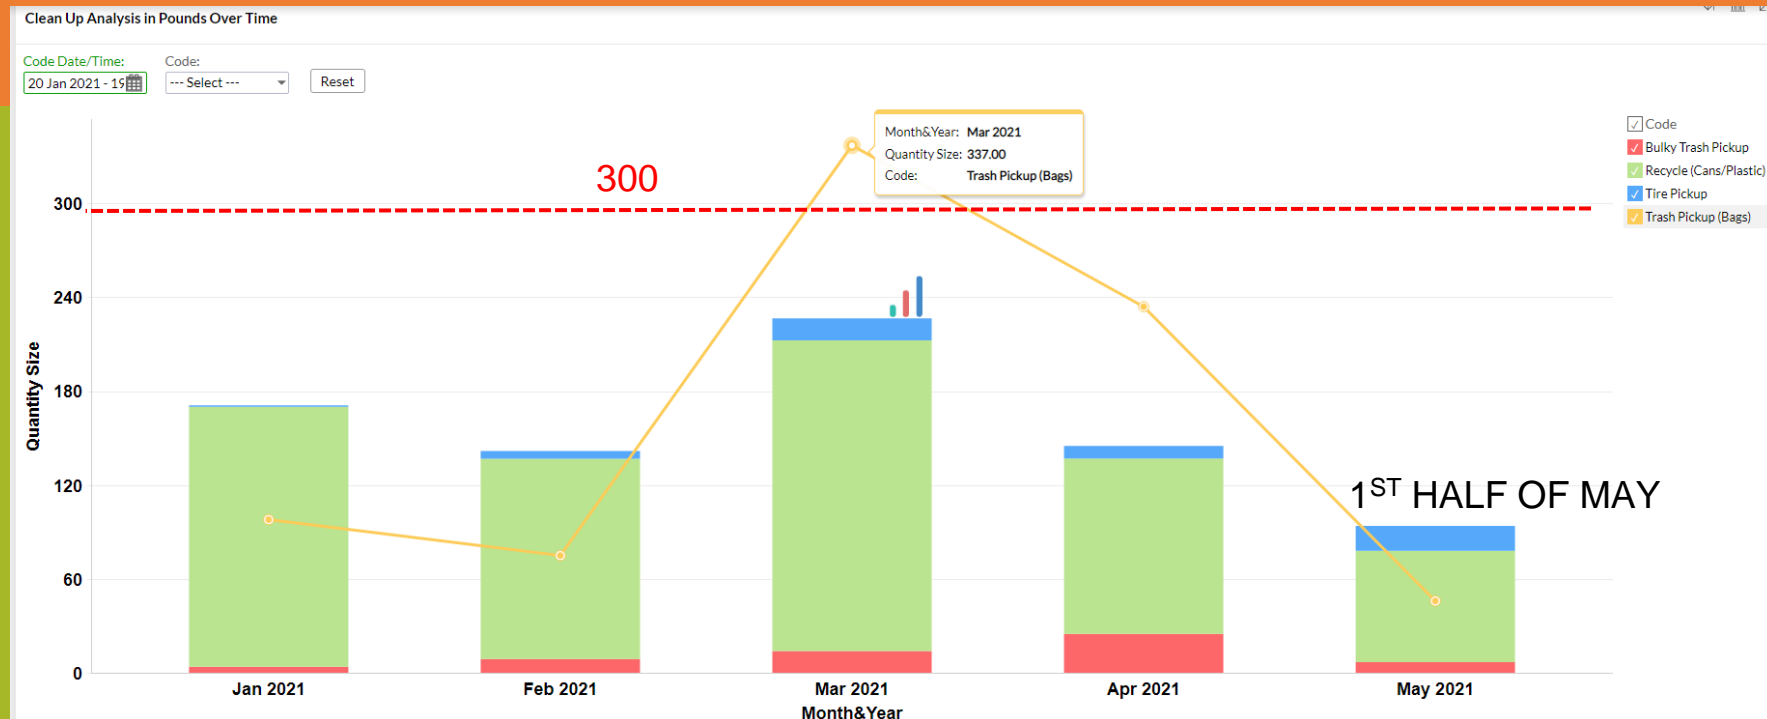 Clean Up Analysis in Pounds Over Time
Code Date/Time: Code:
20 Jan 2021 - 19 --- Select --- Reset
Month&Year: Mar 2021
Quantity Size: 337.00
Code: Trash Pickup (Bags)
Code
Bulky Trash Pickup
Recycle (Cans/Plastic)
Tire Pickup
Trash Pickup (Bags)
300
300
240
180
120
60
0
Quantity Size
1ST HALF OF MAY
Jan 2021 Feb 2021 Mar 2021 Apr 2021 May 2021
Month&Year